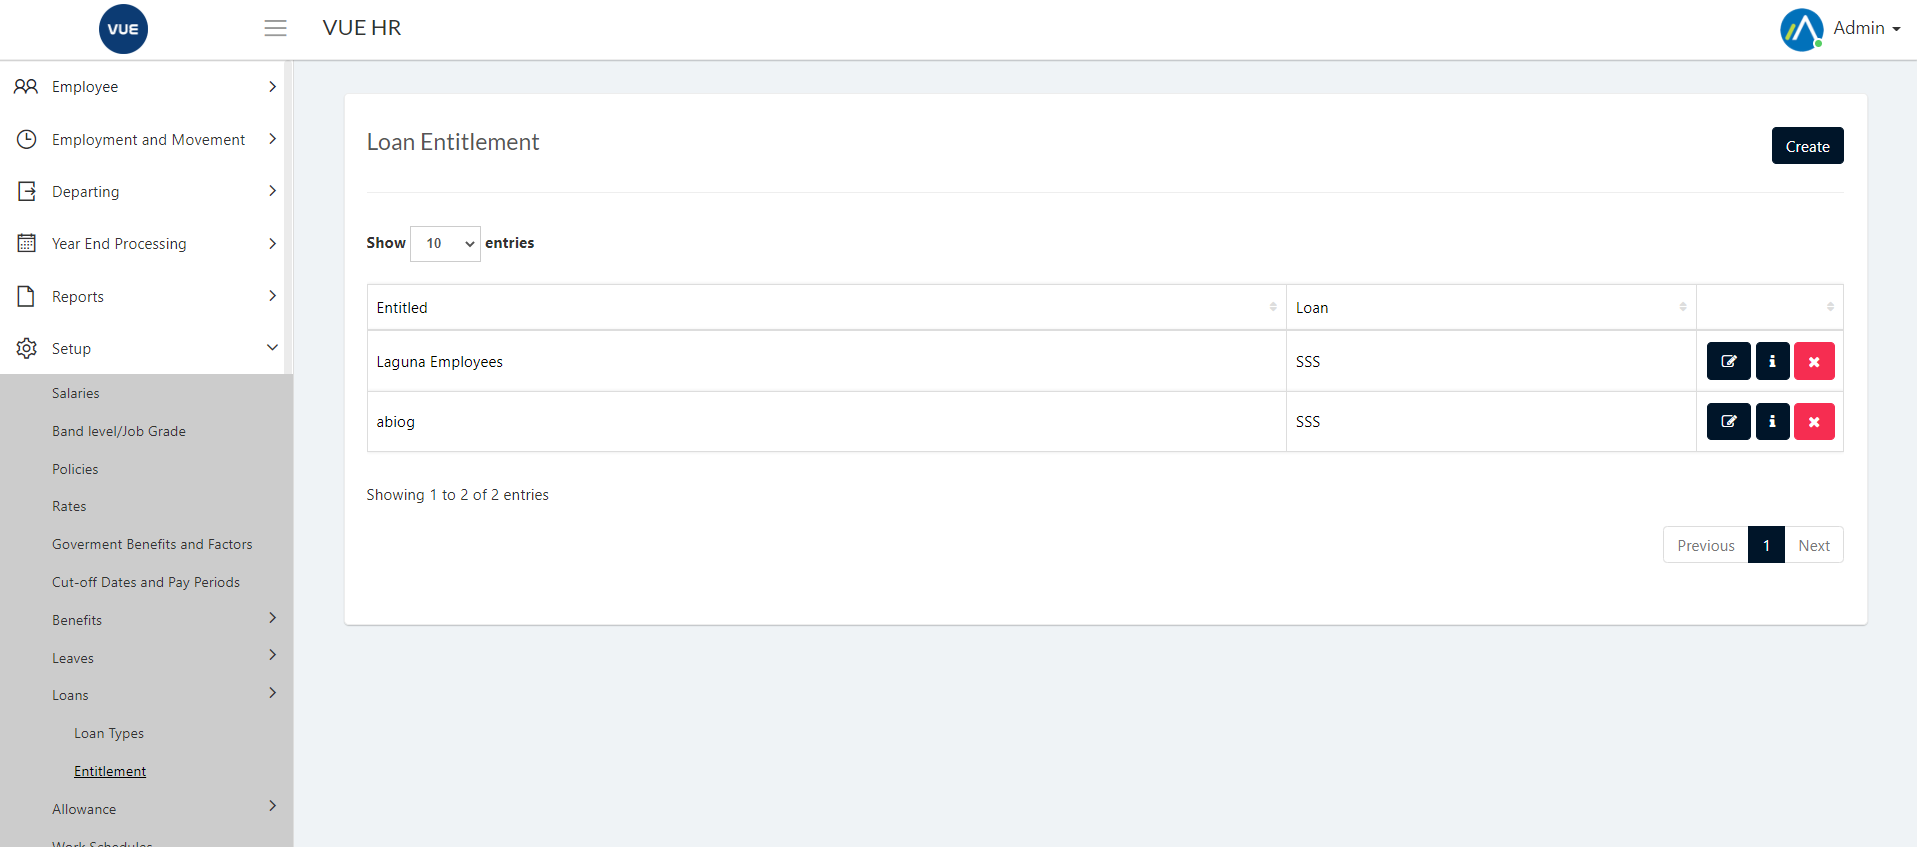 VUE
VUE HR
Admin
Employee
Employment and Movement
Departing
Year End Processing
Reports
Setup
Salaries
Band level/Job Grade
Policies
Rates
Goverment Benefits and Factors
Cut-off Dates and Pay Periods
Benefits
Leaves
Loans
Loan Types
Entitlement
Allowance
Work Schedules
Loan Entitlement
Create
Show 10 entries
Entitled Loan
Laguna Employees SSS
abiog SSS
Showing 1 to 2 of 2 entries
Previous 1 Next